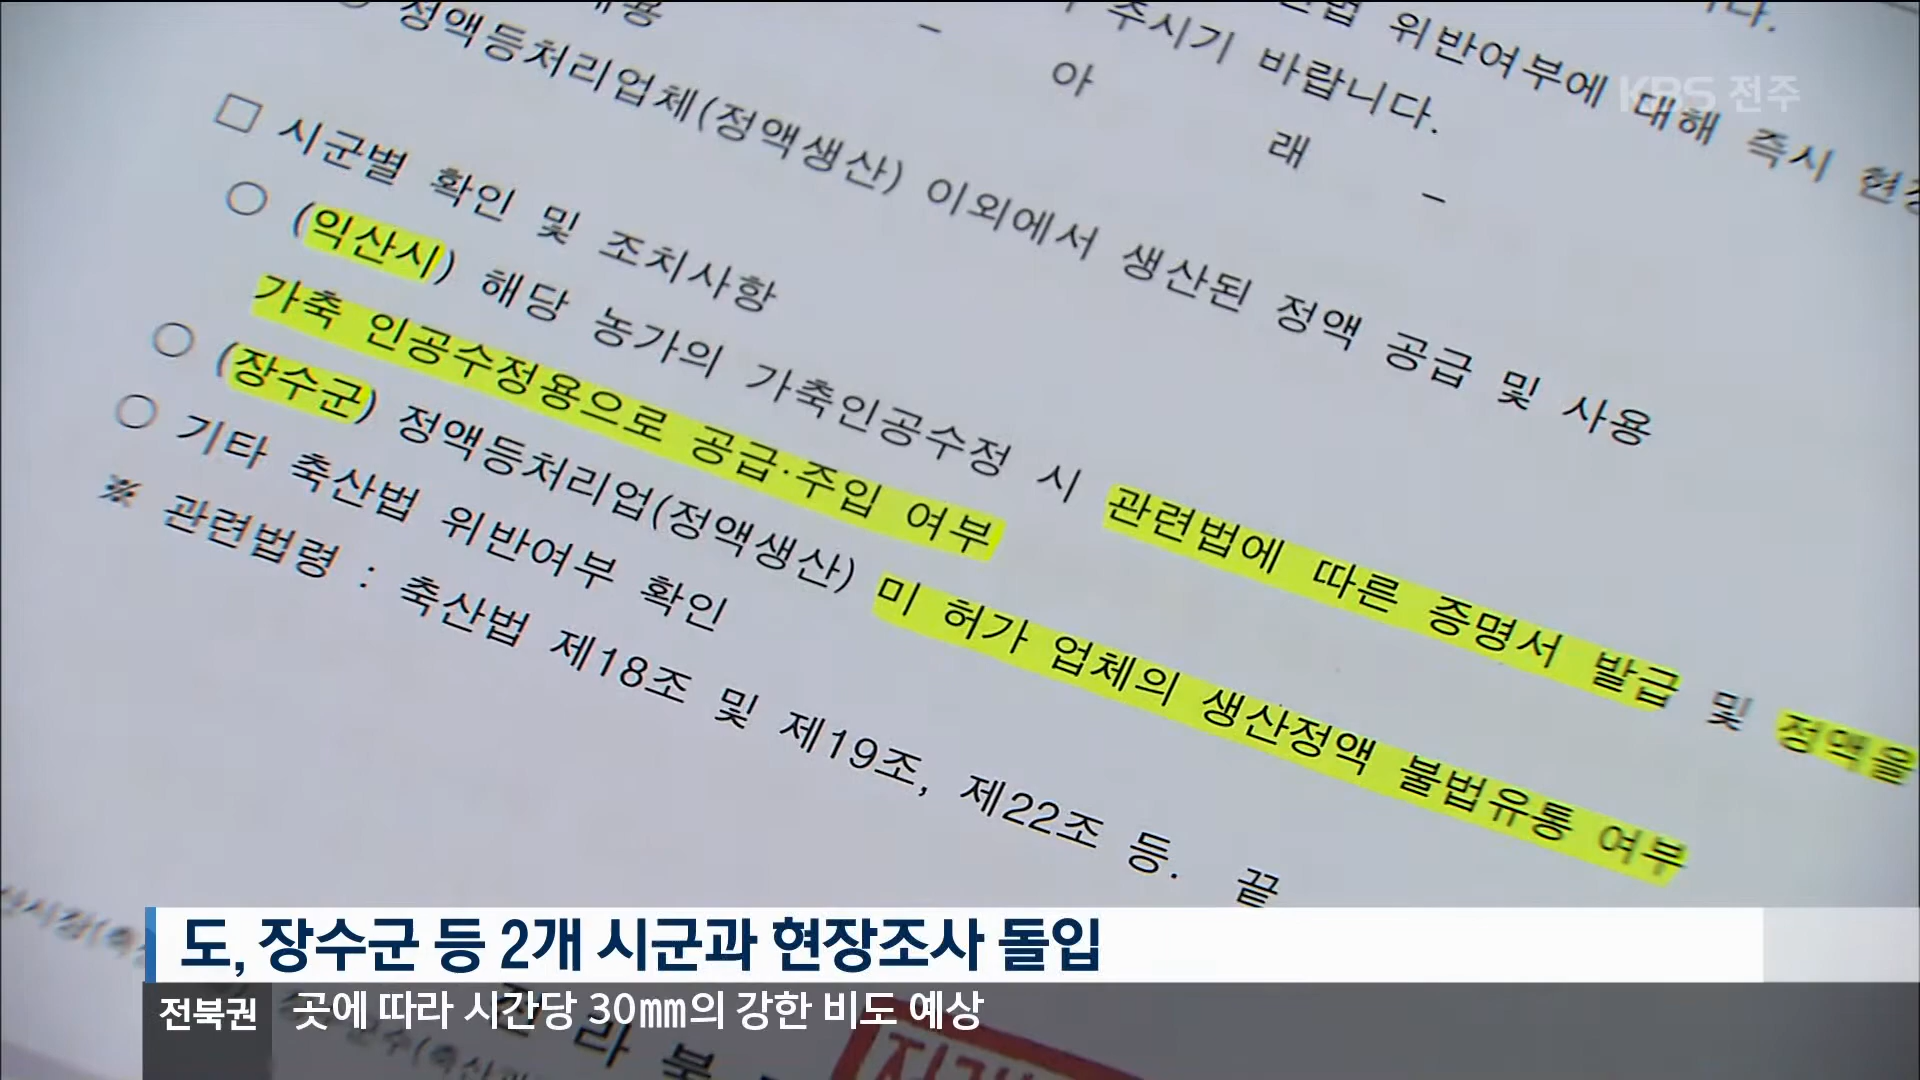 법 위반여부에 대해 즉시
주시기 바랍니다.
- 아 래 -
정액등처리업체(정액생산) 이외에서 생산된 정액 공급 및 사용
□ 시군별 확인 및 조치사항
○ (익산시) 해당 농가의 가축인공수정 시 관련법에 따른 증명서 발급 및 정액을
가축 인공수정용으로 공급·주입 여부
○ (장수군) 정액등처리업(정액생산) 미 허가 업체의 생산정액 불법유통 여부
○ 기타 축산법 위반여부 확인
※ 관련법령 : 축산법 제18조 및 제19조, 제22조 등. 끝
KBS 전주
도, 장수군 등 2개 시군과 현장조사 돌입
전북권 곳에 따라 시간당 30㎜의 강한 비도 예상